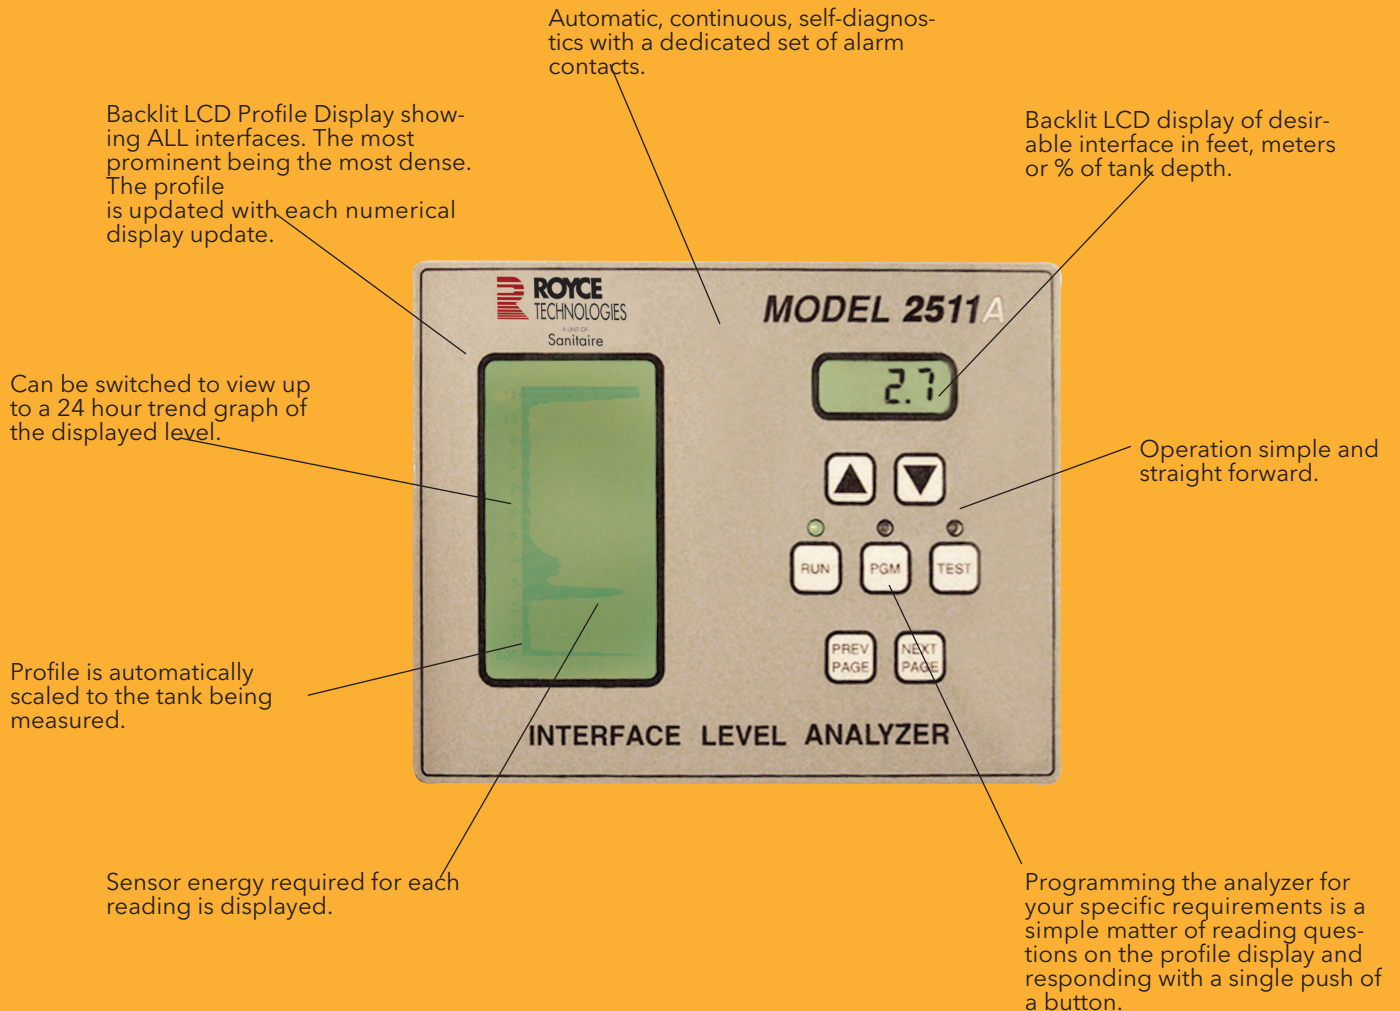 Automatic, continuous, self-diagnos-
tics with a dedicated set of alarm
contacts.
Backlit LCD Profile Display show-
ing ALL interfaces. The most
prominent being the most dense.
The profile
is updated with each numerical
display update.
Backlit LCD display of desir-
able interface in feet, meters
or % of tank depth.
ROYCE
TECHNOLOGIES
A UNIT OF
Sanitaire
MODEL 2511A
2.7
Can be switched to view up
to a 24 hour trend graph of
the displayed level.
Operation simple and
straight forward.
RUN
PGM
TEST
PREV
PAGE
NEXT
PAGE
Profile is automatically
scaled to the tank being
measured.
INTERFACE LEVEL ANALYZER
Sensor energy required for each
reading is displayed.
Programming the analyzer for
your specific requirements is a
simple matter of reading ques-
tions on the profile display and
responding with a single push of
a button.